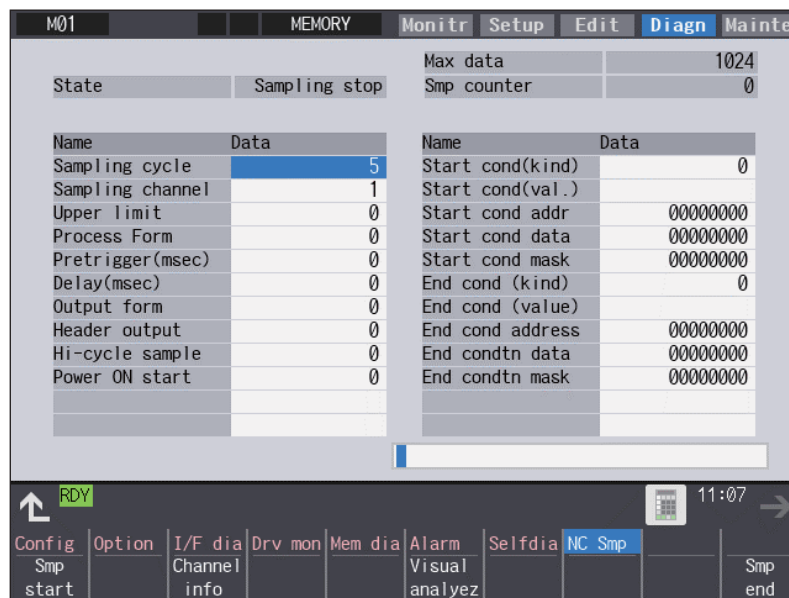 M01 MEMORY Monitr Setup Edit Diagn Mainte
Max data 1024
State Sampling stop Smp counter 0
Name Data Name Data
Sampling cycle 5 Start cond(kind) 0
Sampling channel 1 Start cond(val.)
Upper limit 0 Start cond addr 00000000
Process Form 0 Start cond data 00000000
Pretrigger(msec) 0 Start cond mask 00000000
Delay(msec) 0 End cond (kind) 0
Output form 0 End cond (value)
Header output 0 End cond address 00000000
Hi-cycle sample 0 End condtn data 00000000
Power ON start 0 End condtn mask 00000000
RDY 11:07
Config Option I/F dia Drv mon Mem dia Alarm Selfdia NC Smp
Smp Channel Visual Smp
start info analyez end